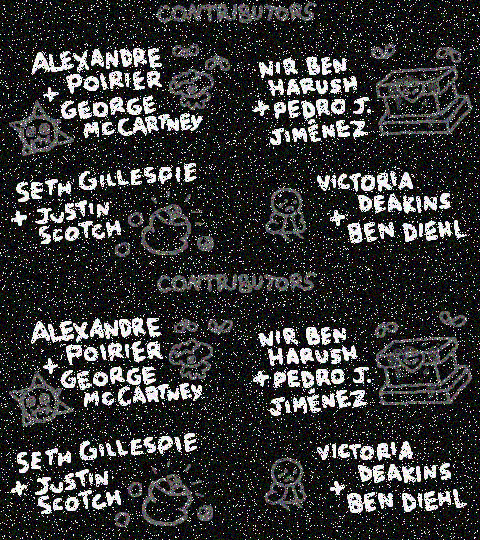 CONTRIBUTORS
ALEXANDRE
POIRIER
+ GEORGE
MCCARTNEY
NIR BEN
HARUSH
+ PEDRO J.
JIMÉNEZ
SETH GILLESPIE
+ JUSTIN
SCOTCH
VICTORIA
DEAKINS
+ BEN DIEHL
CONTRIBUTORS
ALEXANDRE
POIRIER
+ GEORGE
MCCARTNEY
NIR BEN
HARUSH
+ PEDRO J.
JIMÉNEZ
SETH GILLESPIE
+ JUSTIN
SCOTCH
VICTORIA
DEAKINS
+ BEN DIEHL